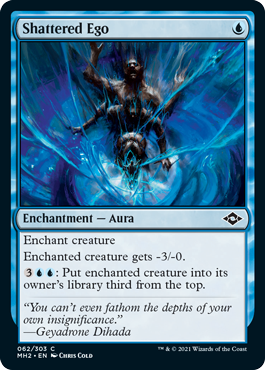 Shattered Ego
Enchantment — Aura
Enchant creature
Enchanted creature gets -3/-0.
3: Put enchanted creature into its
owner's library third from the top.
“You can't even fathom the depths of your
own insignificance.”
—Geyadrone Dihada
062/303 C
MH2 • EN Chris Cold
™ & © 2021 Wizards of the Coast